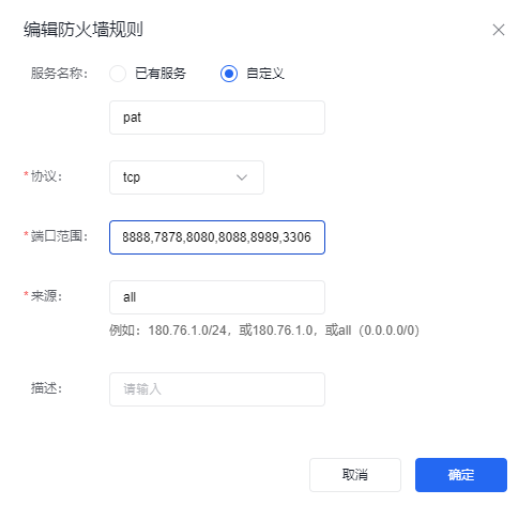 编辑防火墙规则
服务名称: 已有服务 自定义
pat
*协议: tcp
*端口范围: 8888,7878,8080,8088,8989,3306
*来源: all
例如: 180.76.1.0/24, 或180.76.1.0, 或all (0.0.0.0/0)
描述: 请输入
取消 确定